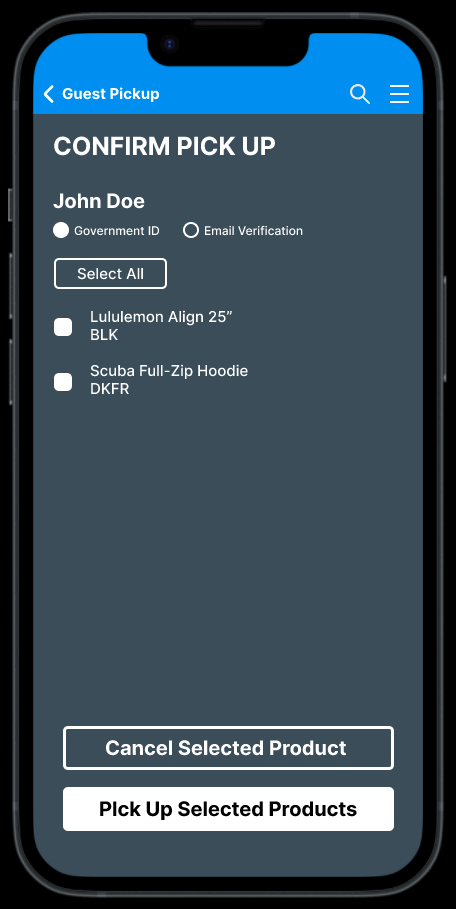 Guest Pickup
CONFIRM PICK UP
John Doe
Government ID Email Verification
Select All
Lululemon Align 25”
BLK
Scuba Full-Zip Hoodie
DKFR
Cancel Selected Product
PIck Up Selected Products